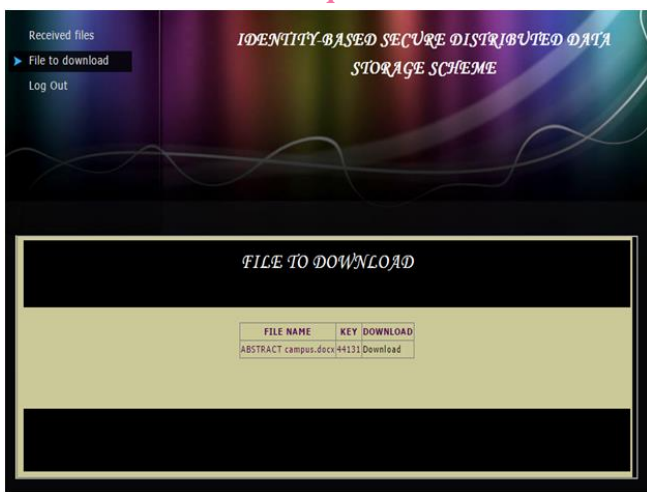 Received files
File to download
Log Out
IDENTITY-BASED SECURE DISTRIBUTED DATA
STORAGE SCHEME
FILE TO DOWNLOAD
FILE NAME KEY DOWNLOAD
ABSTRACT campus.docx 44131 Download